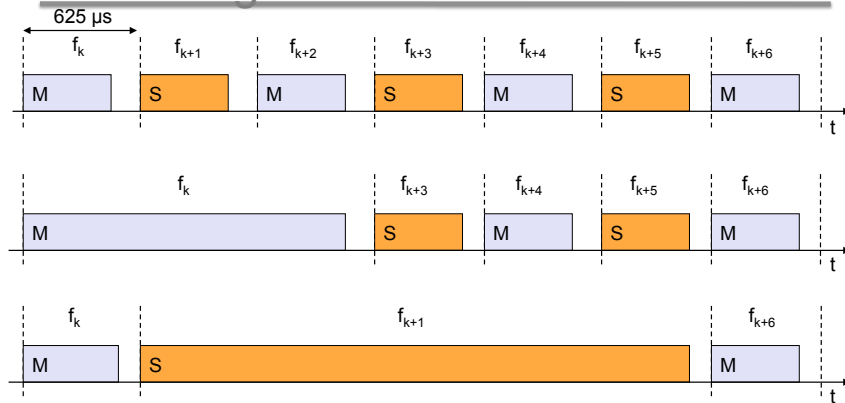 625 µs
fk fk+1 fk+2 fk+3 fk+4 fk+5 fk+6
M S M S M S M
t
fk fk+3 fk+4 fk+5 fk+6
M S M S M
t
fk fk+1 fk+6
M S M
t